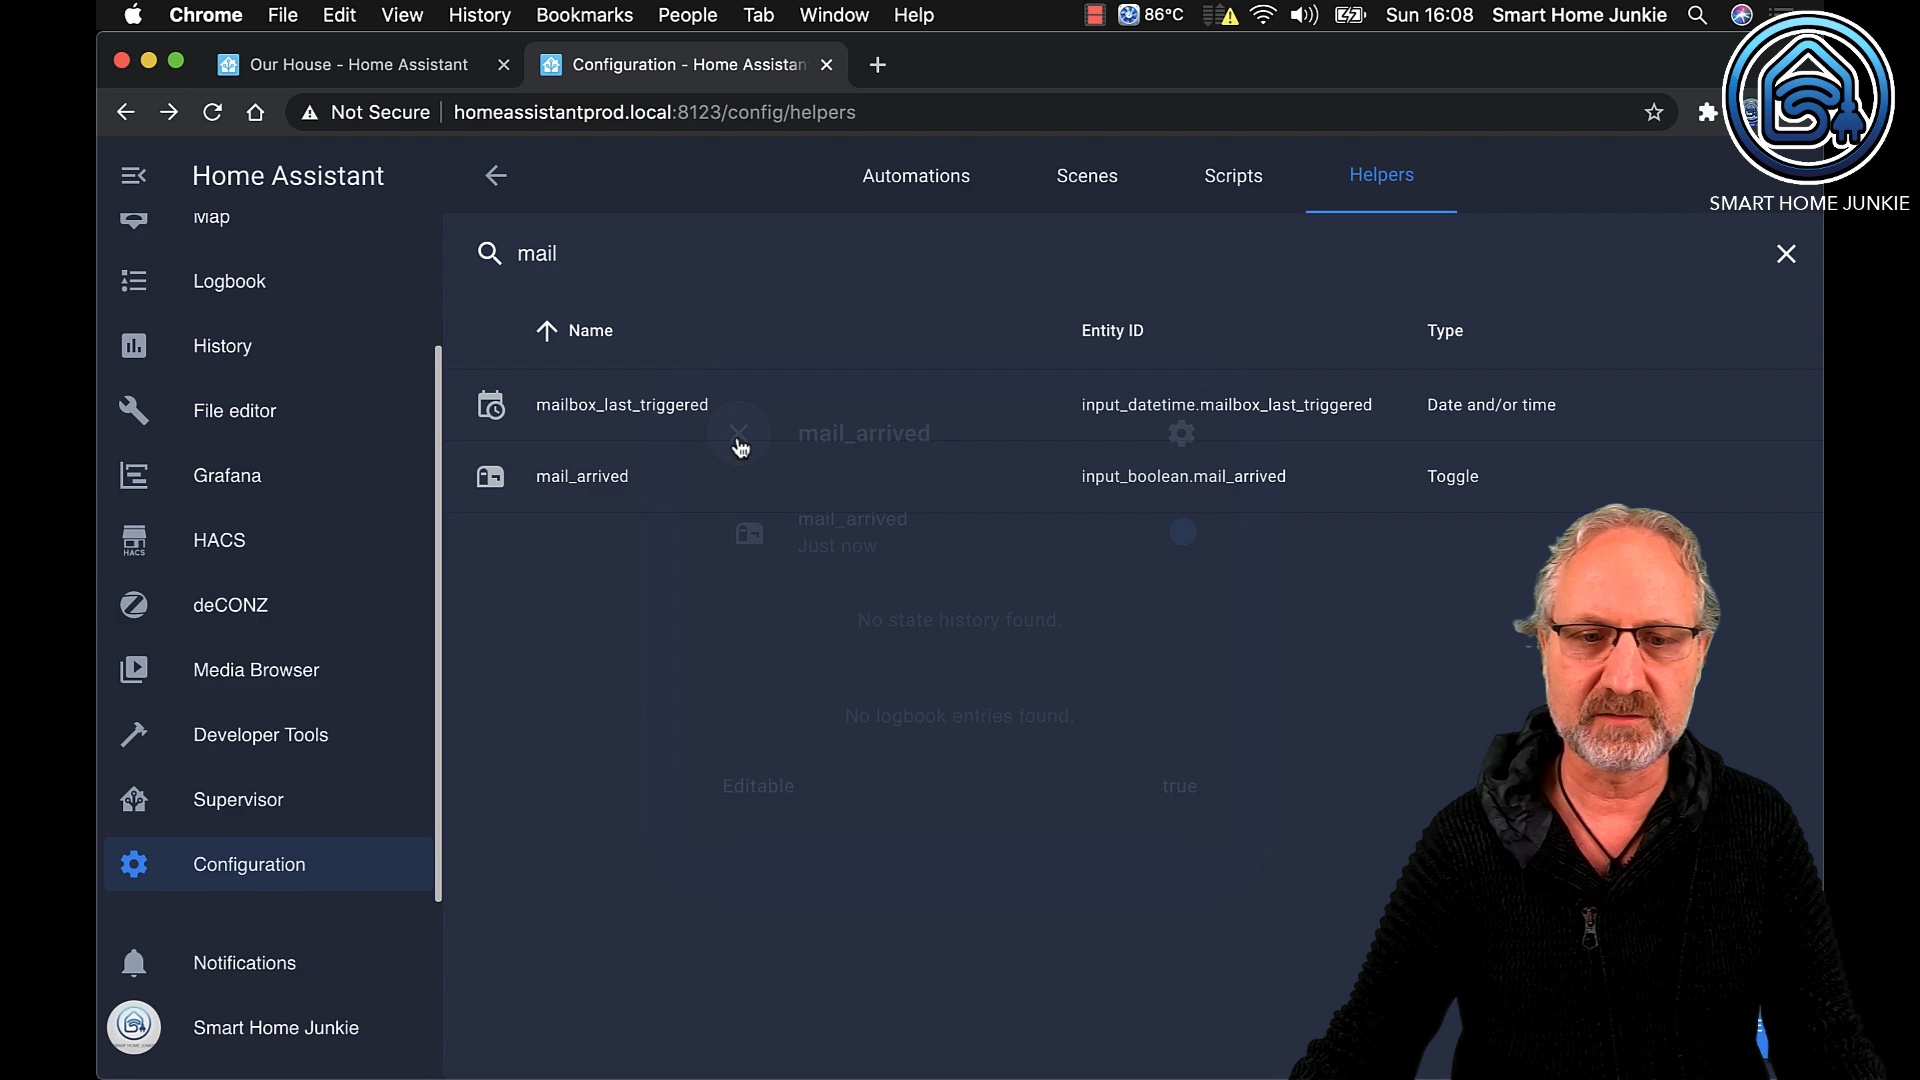 Chrome File Edit View History Bookmarks People Tab Window Help 86°C Sun 16:08 Smart Home Junkie
Our House - Home Assistant
Configuration - Home Assistan
Not Secure homeassistantprod.local:8123/config/helpers
SMART HOME JUNKIE
Home Assistant
Automations Scenes Scripts Helpers
Map
Logbook
History
File editor
Grafana
HACS
HACS
deCONZ
Media Browser
Developer Tools
Supervisor
Configuration
Notifications
Smart Home Junkie
mail
Name Entity ID Type
mailbox_last_triggered input_datetime.mailbox_last_triggered Date and/or time
mail_arrived
mail_arrived input_boolean.mail_arrived Toggle
mail_arrived
Just now
No state history found.
No logbook entries found.
Editable true